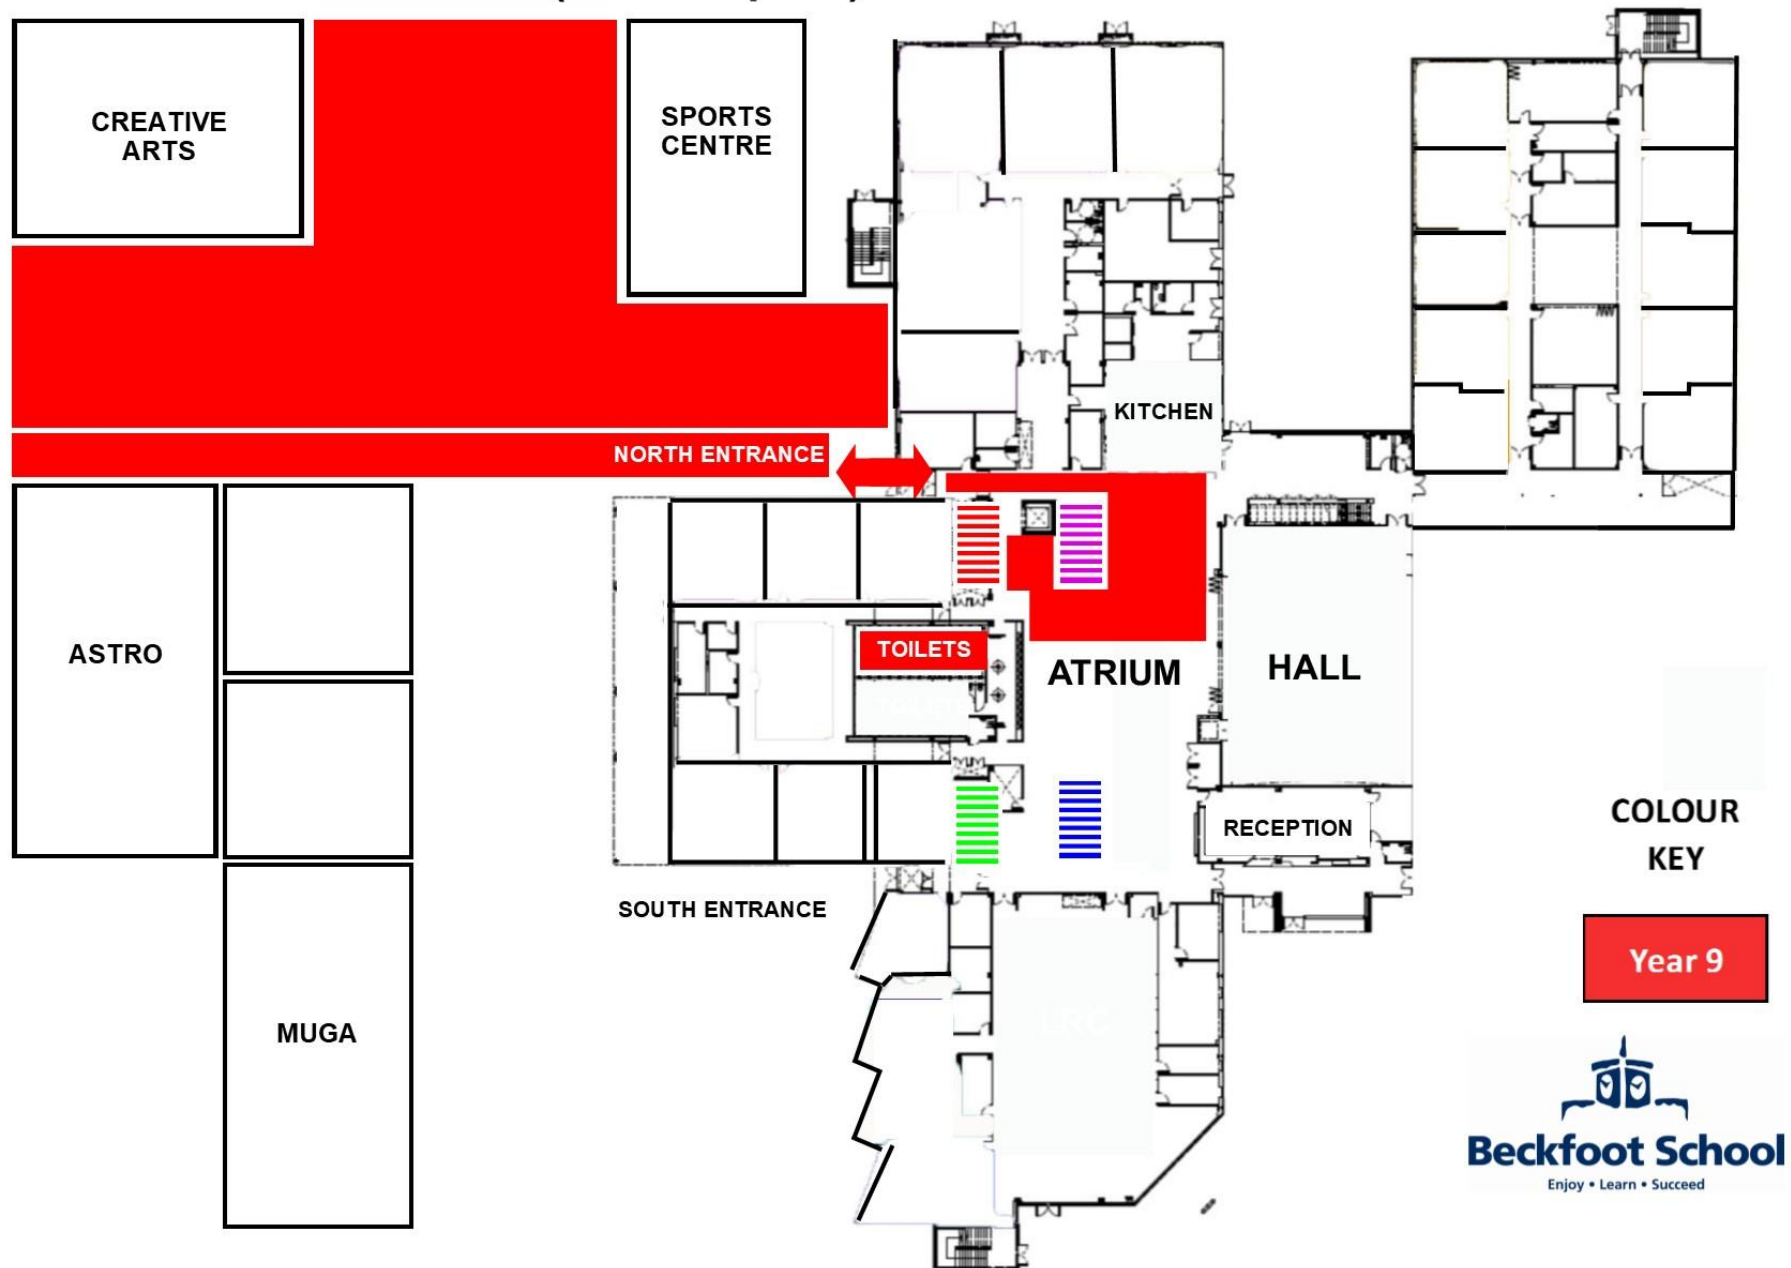 CREATIVE
ARTS
SPORTS
CENTRE
KITCHEN
NORTH ENTRANCE
ASTRO
TOILETS
ATRIUM
HALL
RECEPTION
COLOUR
KEY
SOUTH ENTRANCE
Year 9
MUGA
Beckfoot School
Enjoy • Learn • Succeed